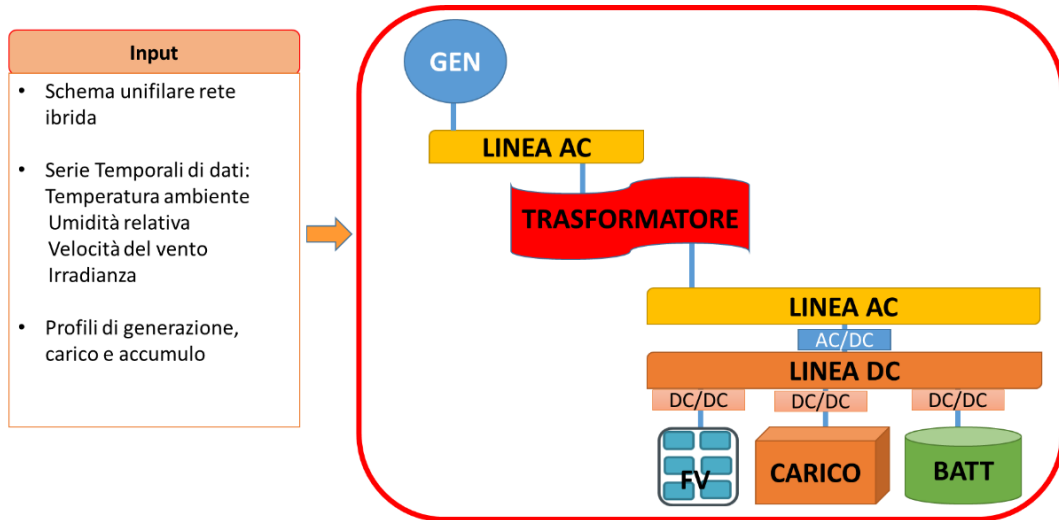 Input
• Schema unifilare rete
ibrida
• Serie Temporali di dati:
Temperatura ambiente
Umidità relativa
Velocità del vento
Irradianza
• Profili di generazione,
carico e accumulo
GEN
LINEA AC
TRASFORMATORE
LINEA AC
AC/DC
LINEA DC
DC/DC
DC/DC
DC/DC
FV
CARICO
BATT